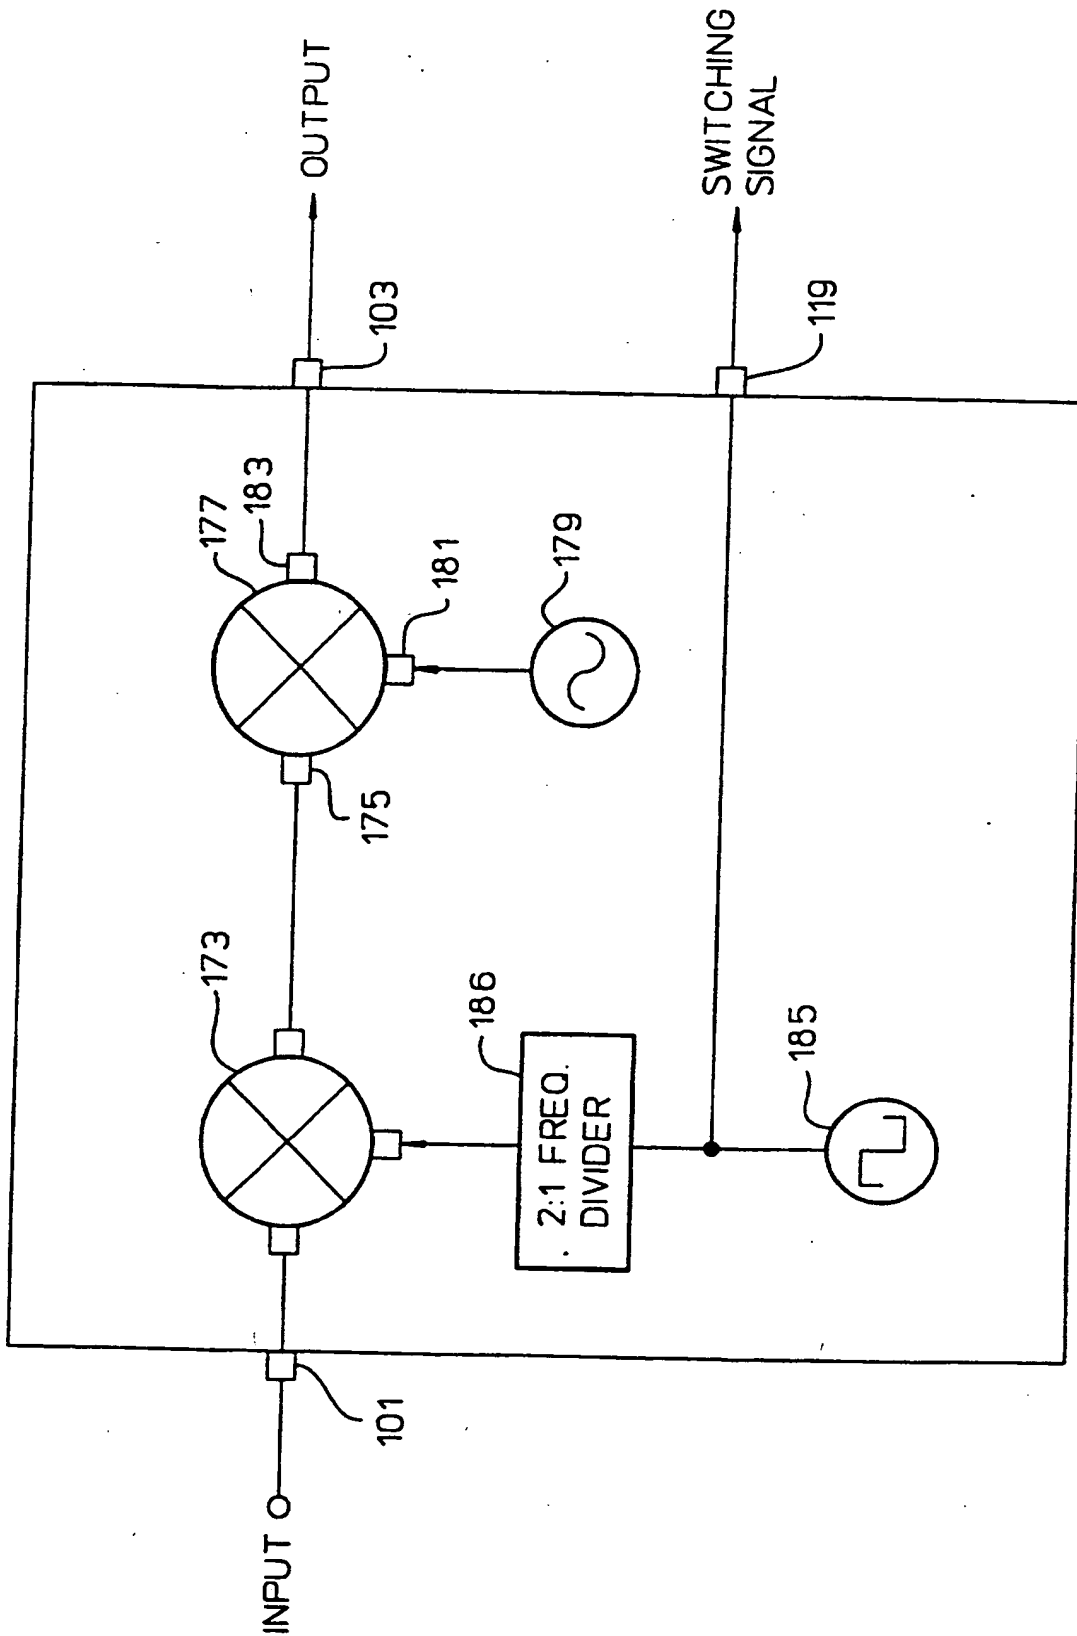 INPUT
101
173
175
177
183
181
179
103
OUTPUT
186
2:1 FREQ.
DIVIDER
185
119
SWITCHING
SIGNAL